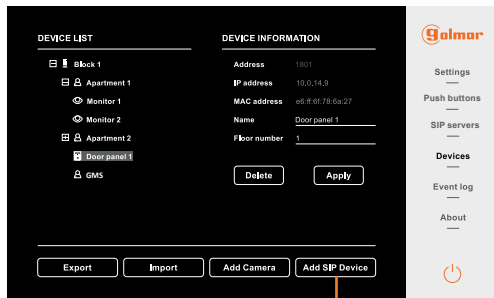 DEVICE LIST
Block 1
Apartment 1
Monitor 1
Monitor 2
Apartment 2
Door panel 1
GMS
DEVICE INFORMATION
Address 1801
IP address 10,0,14,9
MAC address e6:ff:6f:78:6a:27
Name Door panel 1
Floor number 1
Delete Apply
Export Import Add Camera Add SIP Device
golmar
Settings
Push buttons
SIP servers
Devices
Event log
About